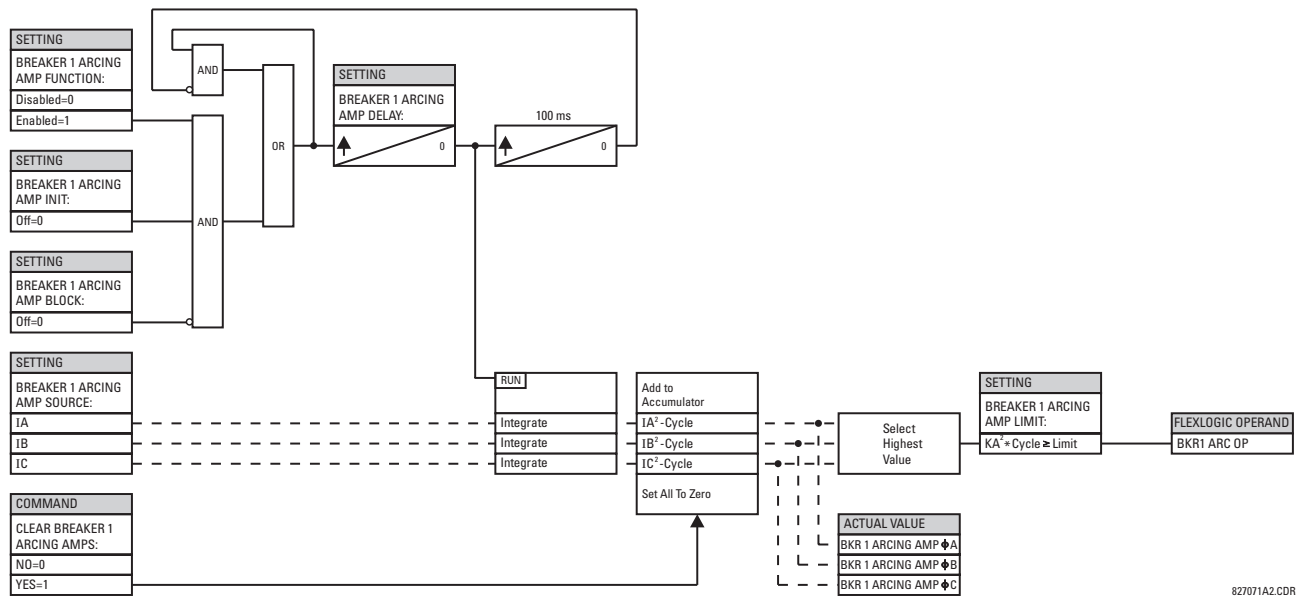 SETTING
BREAKER 1 ARCING
AMP FUNCTION:
Disabled=0
Enabled=1
SETTING
BREAKER 1 ARCING
AMP INIT:
Off=0
SETTING
BREAKER 1 ARCING
AMP BLOCK:
Off=0
SETTING
BREAKER 1 ARCING
AMP SOURCE:
IA
IB
IC
COMMAND
CLEAR BREAKER 1
ARCING AMPS:
NO=0
YES=1
AND
AND
OR
SETTING
BREAKER 1 ARCING
AMP DELAY:
0
100 ms
0
RUN
Integrate
Integrate
Integrate
Add to
Accumulator
IA²-Cycle
IB²-Cycle
IC²-Cycle
Set All To Zero
Select
Highest
Value
SETTING
BREAKER 1 ARCING
AMP LIMIT:
KA²*Cycle ≥ Limit
FLEXLOGIC OPERAND
BKR1 ARC OP
ACTUAL VALUE
BKR 1 ARCING AMP ϕA
BKR 1 ARCING AMP ϕB
BKR 1 ARCING AMP ϕC
827071A2.CDR